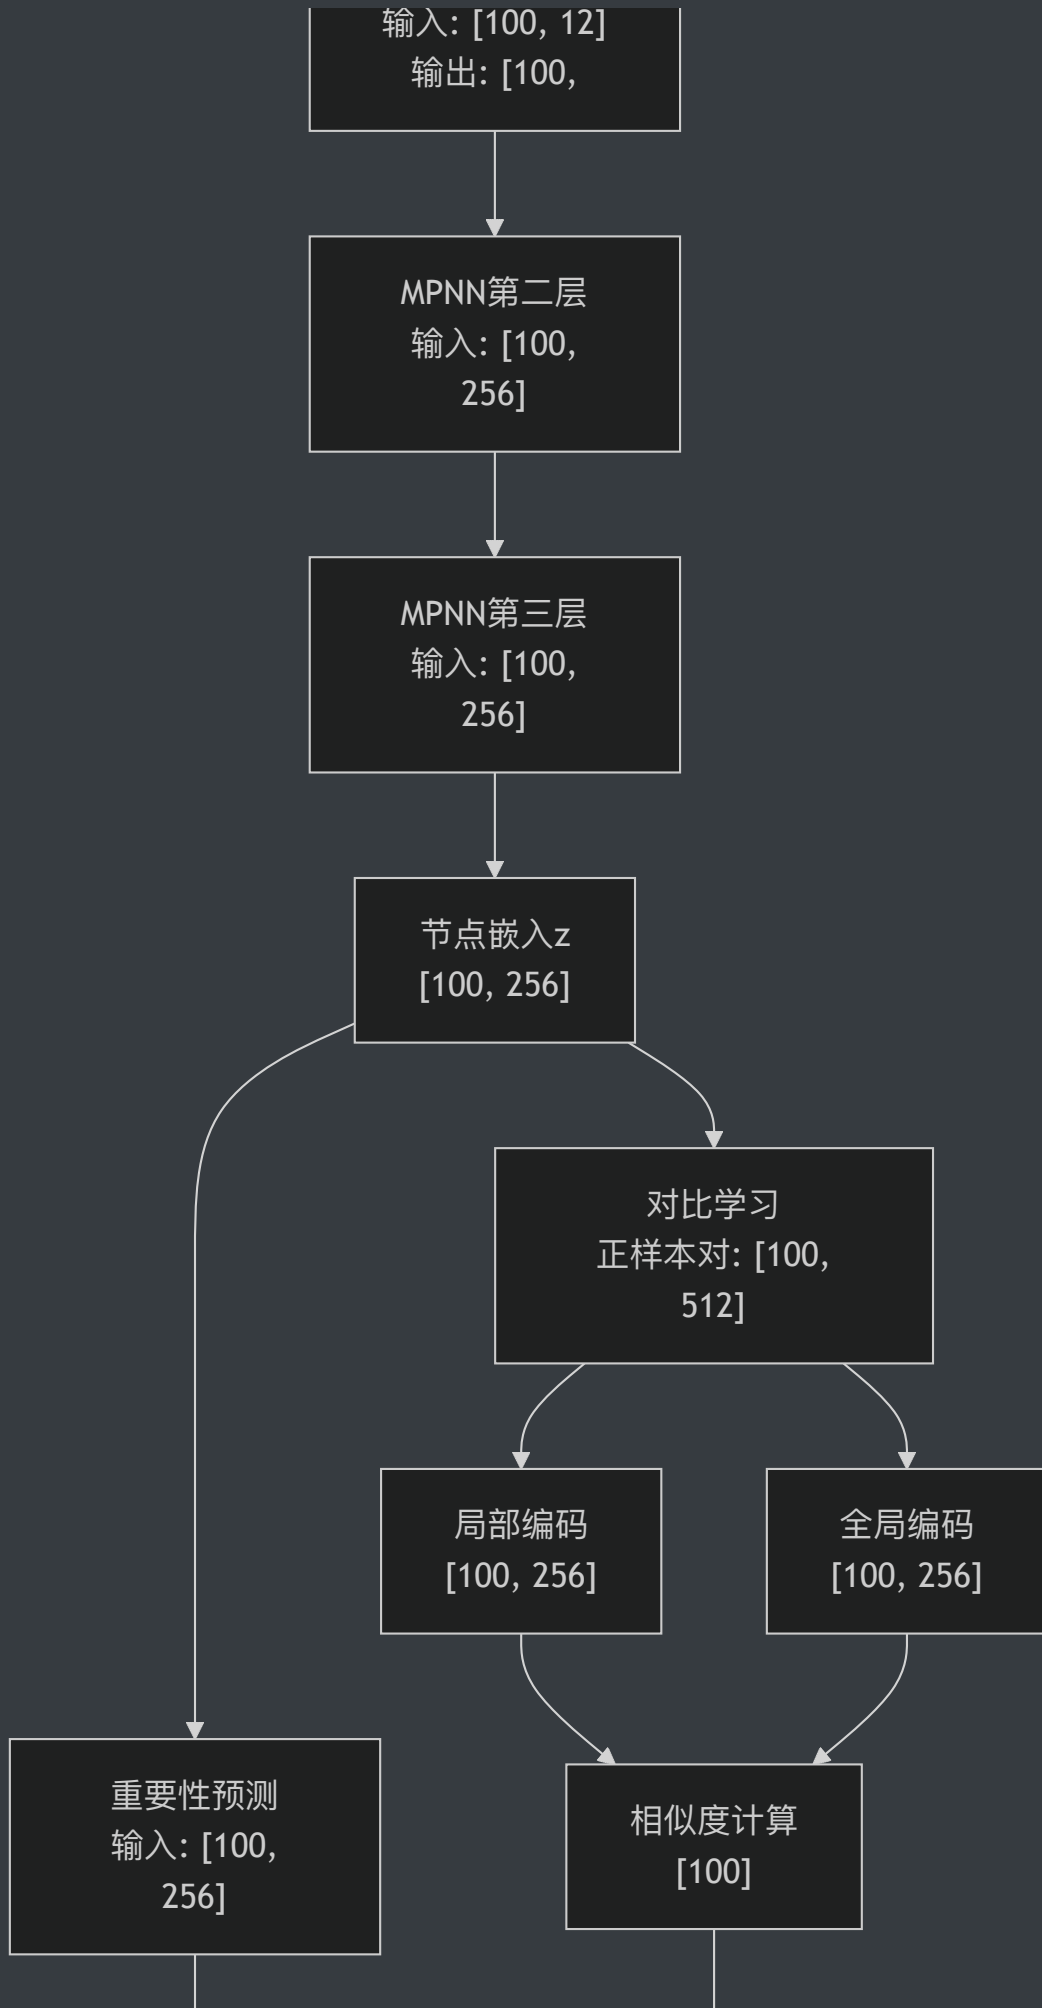 输入: [100, 12]
输出: [100,
MPNN第二层
输入: [100,
256]
MPNN第三层
输入: [100,
256]
节点嵌入z
[100, 256]
对比学习
正样本对: [100,
512]
局部编码
[100, 256]
全局编码
[100, 256]
重要性预测
输入: [100,
256]
相似度计算
[100]